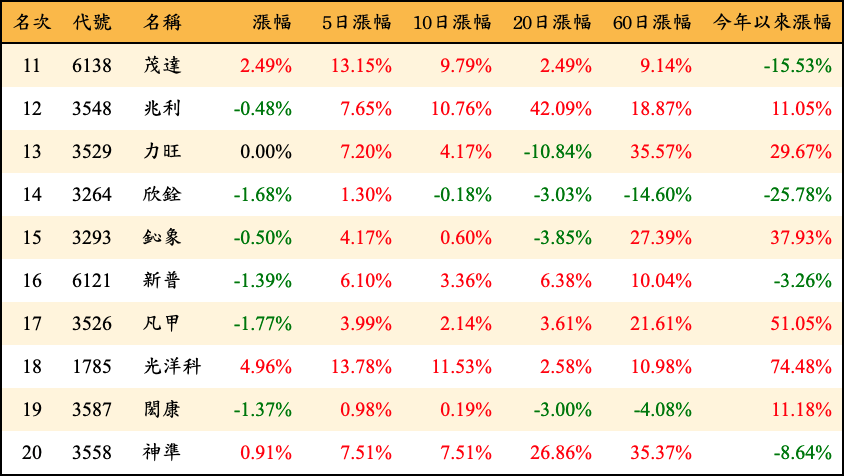 名次 代號 名稱 漲幅 5日漲幅 10日漲幅 20日漲幅 60日漲幅 今年以來漲幅
11 6138 茂達 2.49% 13.15% 9.79% 2.49% 9.14% -15.53%
12 3548 兆利 -0.48% 7.65% 10.76% 42.09% 18.87% 11.05%
13 3529 力旺 0.00% 7.20% 4.17% -10.84% 35.57% 29.67%
14 3264 欣銓 -1.68% 1.30% -0.18% -3.03% -14.60% -25.78%
15 3293 鈊象 -0.50% 4.17% 0.60% -3.85% 27.39% 37.93%
16 6121 新普 -1.39% 6.10% 3.36% 6.38% 10.04% -3.26%
17 3526 凡甲 -1.77% 3.99% 2.14% 3.61% 21.61% 51.05%
18 1785 光洋科 4.96% 13.78% 11.53% 2.58% 10.98% 74.48%
19 3587 閎康 -1.37% 0.98% 0.19% -3.00% -4.08% 11.18%
20 3558 神準 0.91% 7.51% 7.51% 26.86% 35.37% -8.64%